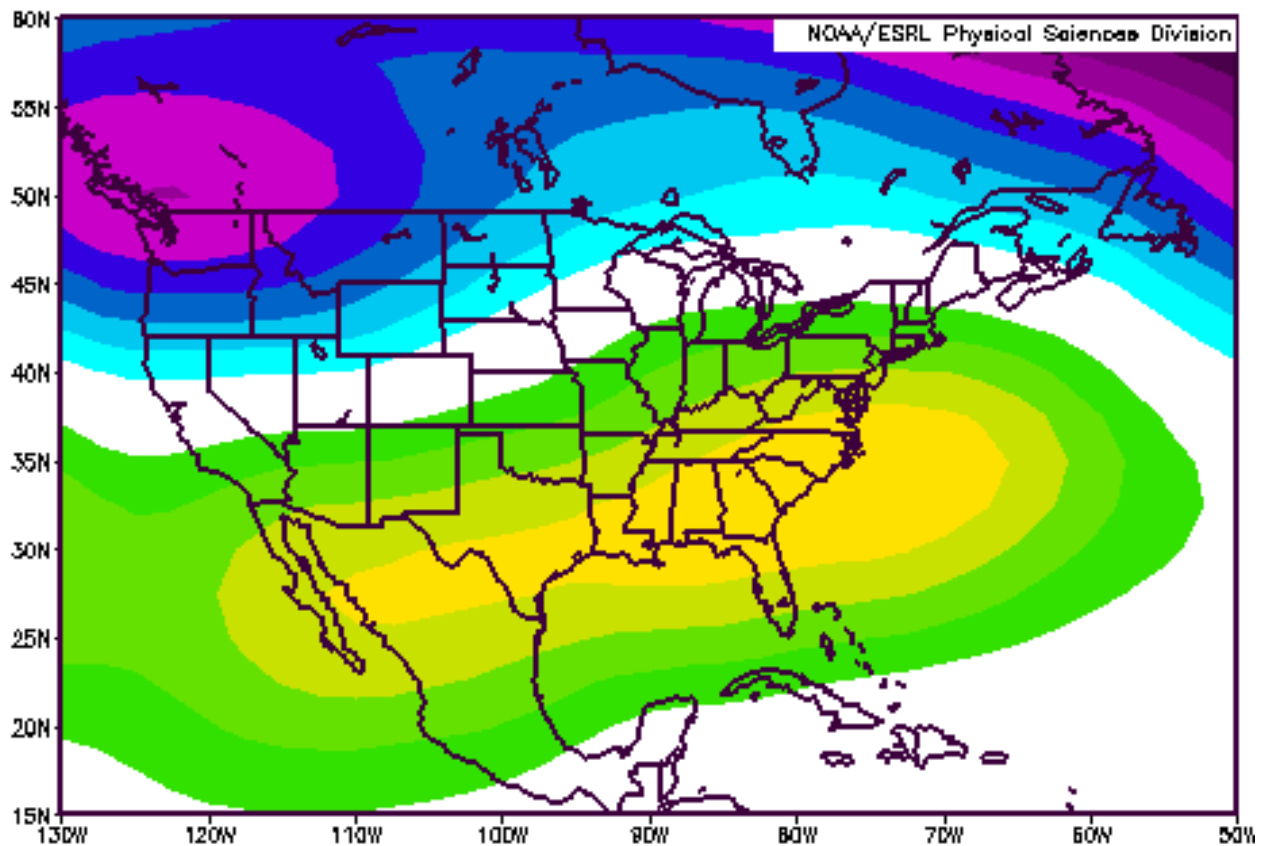 60N
NOAA/ESRL Physical Sciences Division
55N
50N
45N
40N
35N
30N
25N
20N
15N
130W 120W 110W 100W 90W 80W 70W 60W 50W